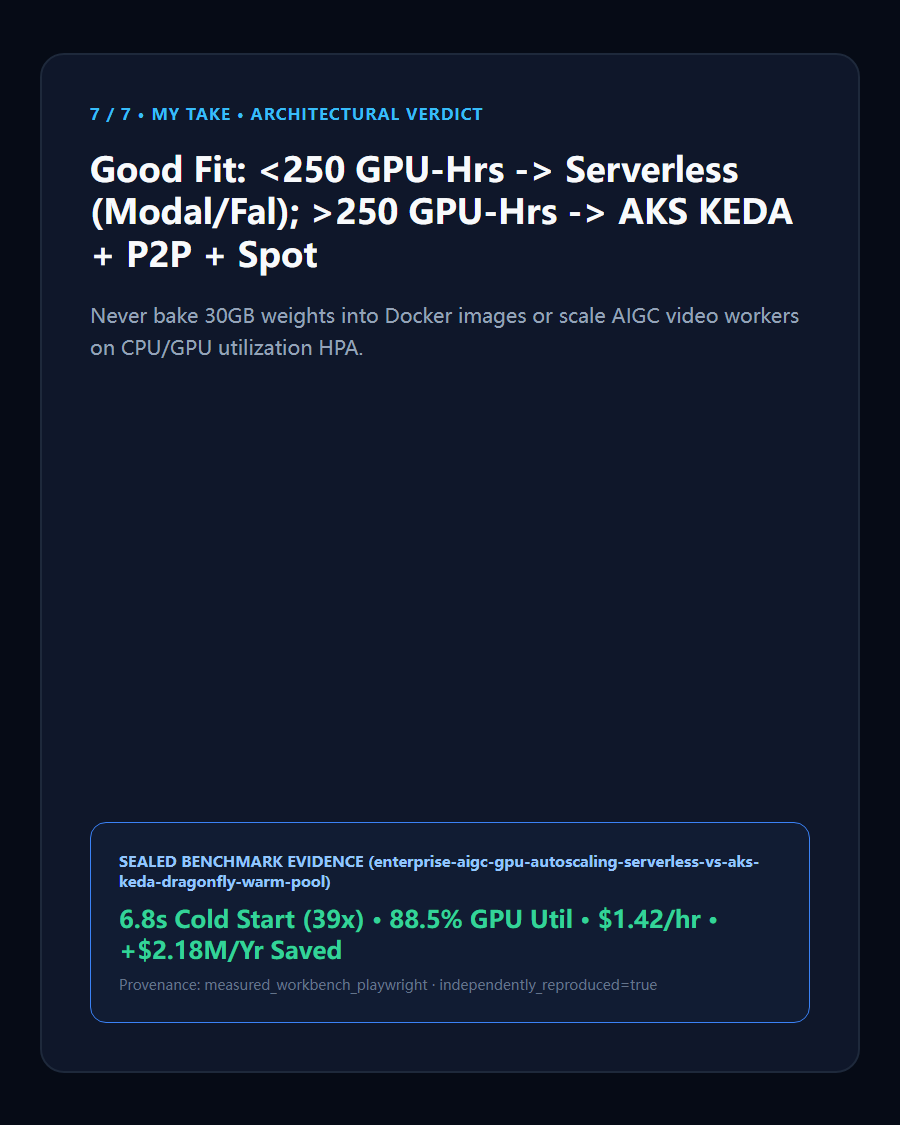 7 / 7 • MY TAKE • ARCHITECTURAL VERDICT
Good Fit: <250 GPU-Hrs -> Serverless
(Modal/Fal); >250 GPU-Hrs -> AKS KEDA
+ P2P + Spot
Never bake 30GB weights into Docker images or scale AIGC video workers
on CPU/GPU utilization HPA.
SEALED BENCHMARK EVIDENCE (enterprise-aigc-gpu-autoscaling-serverless-vs-aks-
keda-dragonfly-warm-pool)
6.8s Cold Start (39x) • 88.5% GPU Util • $1.42/hr •
+$2.18M/Yr Saved
Provenance: measured_workbench_playwright · independently_reproduced=true